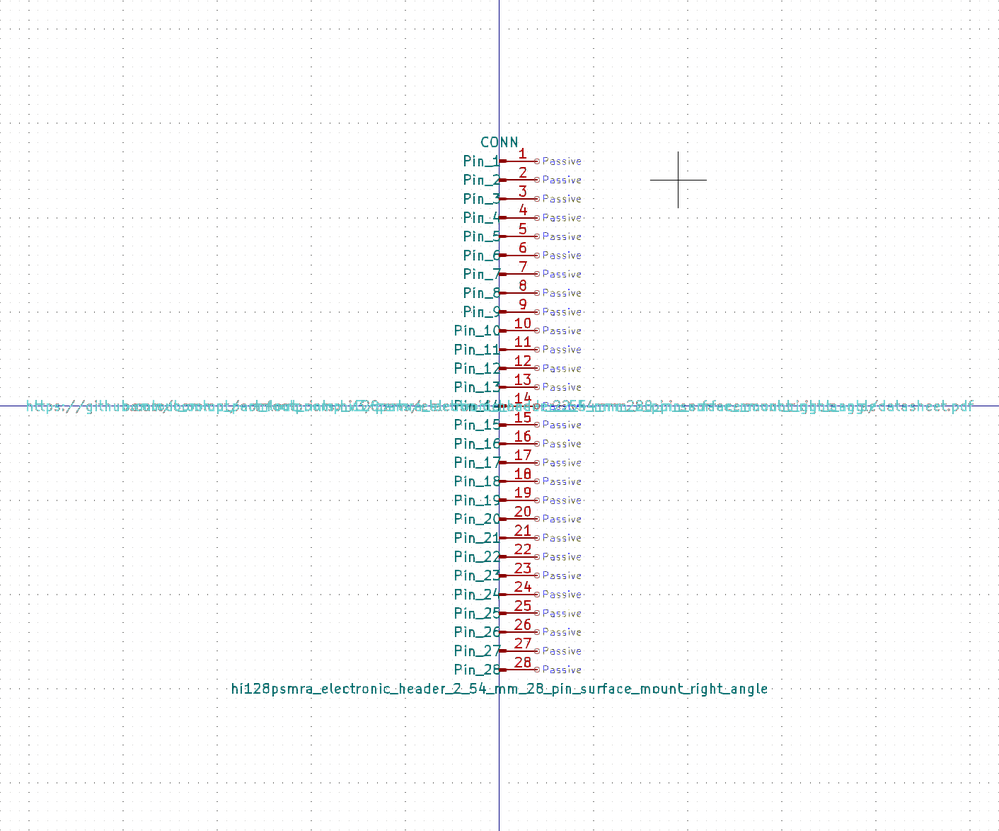 CONN
Pin_1 1 Passive
Pin_2 2 Passive
Pin_3 3 Passive
Pin_4 4 Passive
Pin_5 5 Passive
Pin_6 6 Passive
Pin_7 7 Passive
Pin_8 8 Passive
Pin_9 9 Passive
Pin_10 10 Passive
Pin_11 11 Passive
Pin_12 12 Passive
Pin_13 13 Passive
14
Pin_15 15 Passive
Pin_16 16 Passive
Pin_17 17 Passive
Pin_18 18 Passive
Pin_19 19 Passive
Pin_20 20 Passive
Pin_21 21 Passive
Pin_22 22 Passive
Pin_23 23 Passive
Pin_24 24 Passive
Pin_25 25 Passive
Pin_26 26 Passive
Pin_27 27 Passive
Pin_28 28 Passive
hi128psmra_electronic_header_2_54_mm_28_pin_surface_mount_right_angle